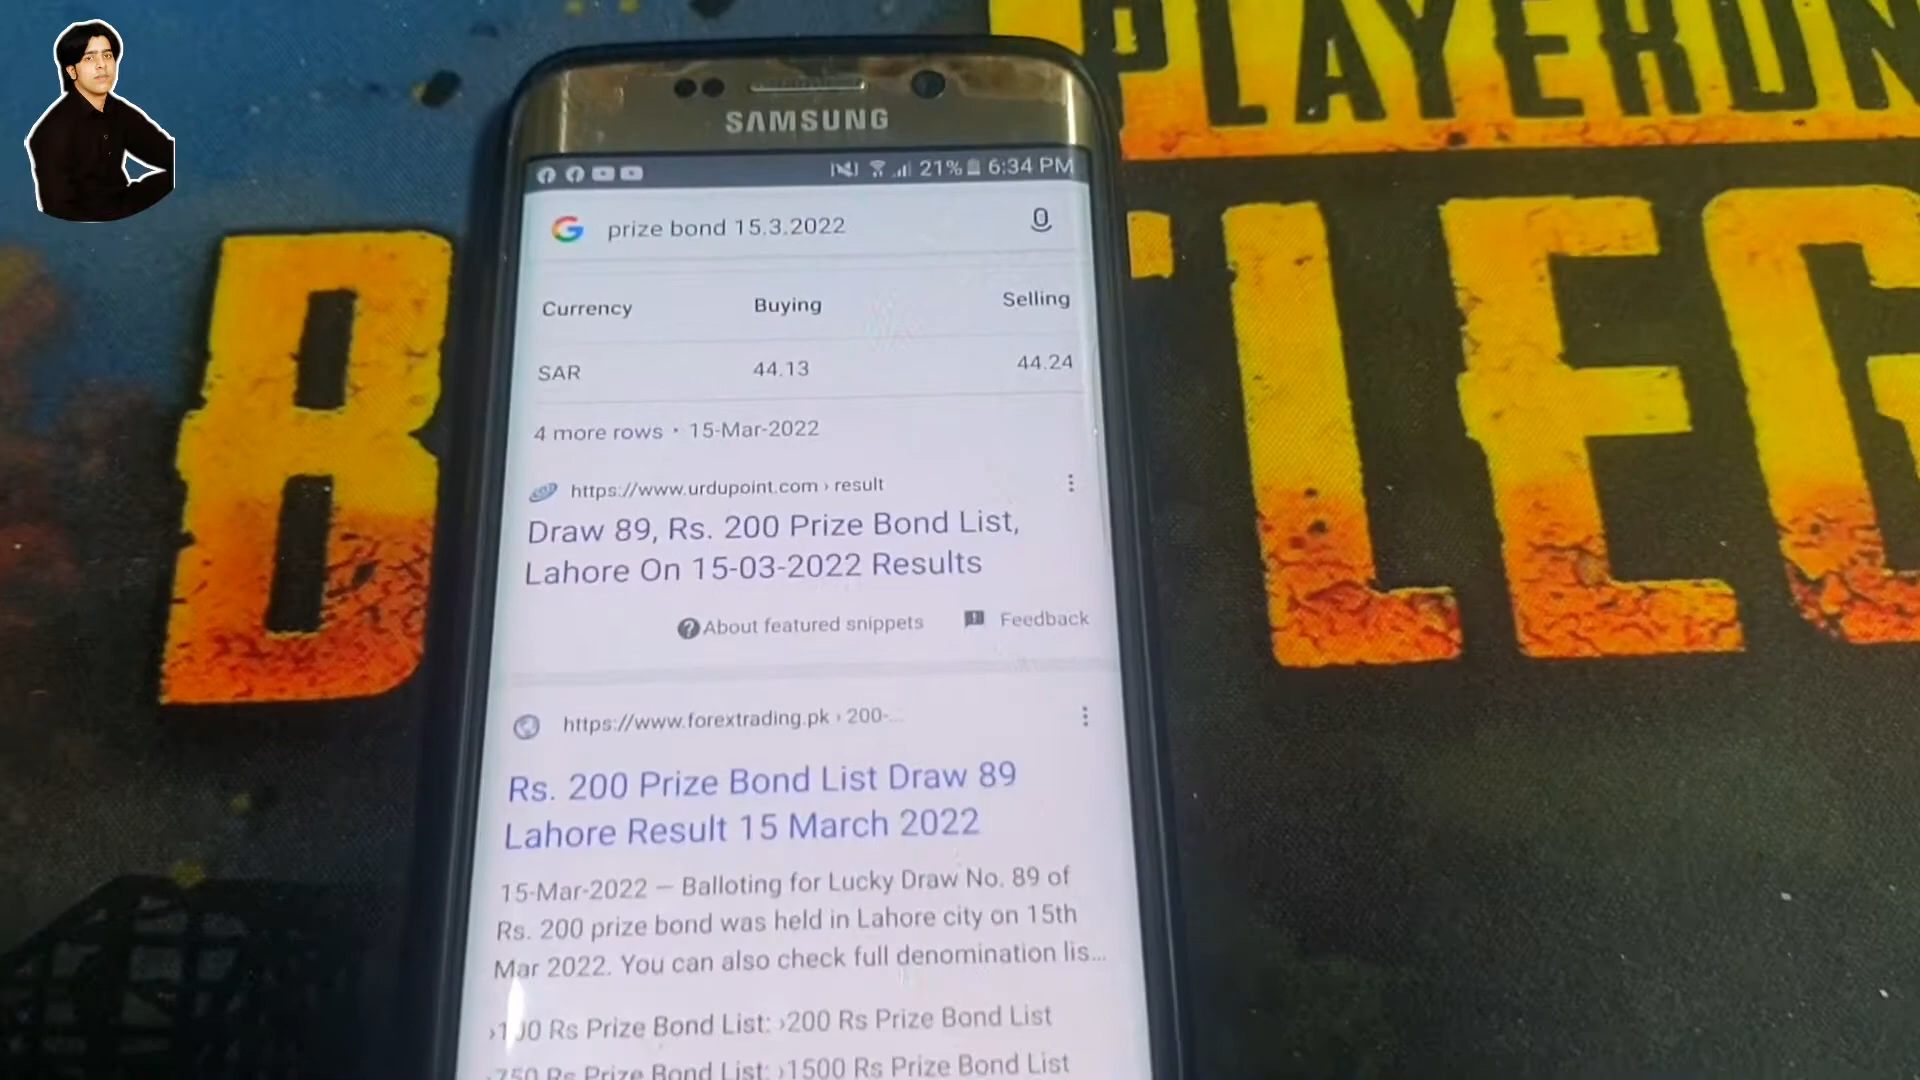 PLAYERUN
B
TLEG
SAMSUNG
21% 6:34 PM
prize bond 15.3.2022
Currency Buying Selling
SAR 44.13 44.24
4 more rows · 15-Mar-2022
https://www.urdupoint.com › result
Draw 89, Rs. 200 Prize Bond List,
Lahore On 15-03-2022 Results
About featured snippets Feedback
https://www.forextrading.pk › 200-...
Rs. 200 Prize Bond List Draw 89
Lahore Result 15 March 2022
15-Mar-2022 — Balloting for Lucky Draw No. 89 of
Rs. 200 prize bond was held in Lahore city on 15th
Mar 2022. You can also check full denomination lis...
›100 Rs Prize Bond List: ›200 Rs Prize Bond List
›750 Rs Prize Bond List: ›1500 Rs Prize Bond List